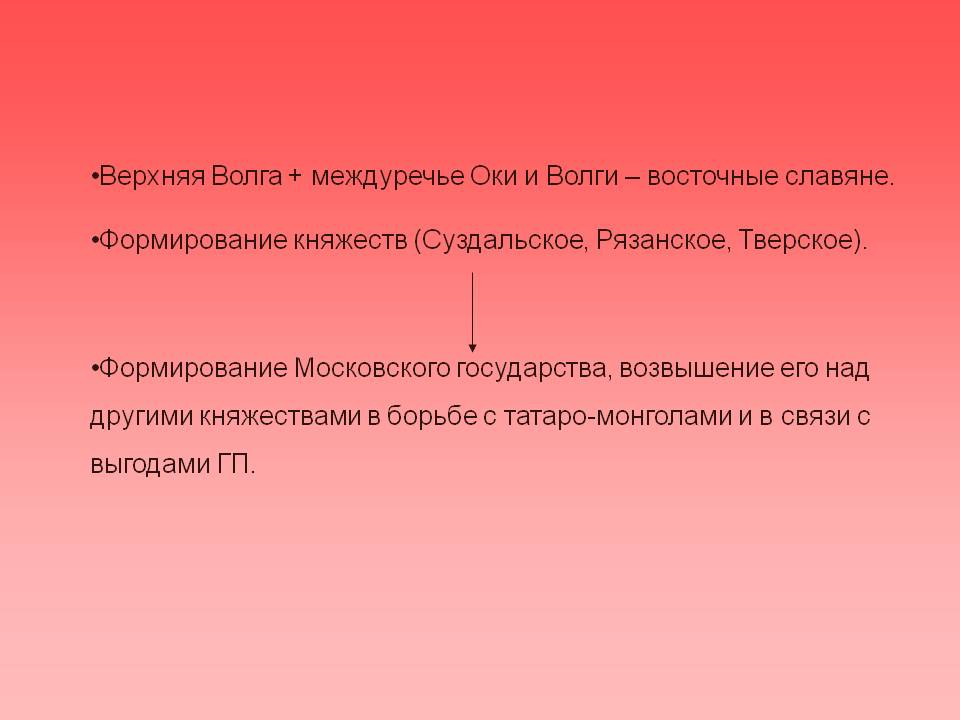 •Верхняя Волга + междуречье Оки и Волги – восточные славяне.
•Формирование княжеств (Суздальское, Рязанское, Тверское).
•Формирование Московского государства, возвышение его над
другими княжествами в борьбе с татаро-монголами и в связи с
выгодами ГП.